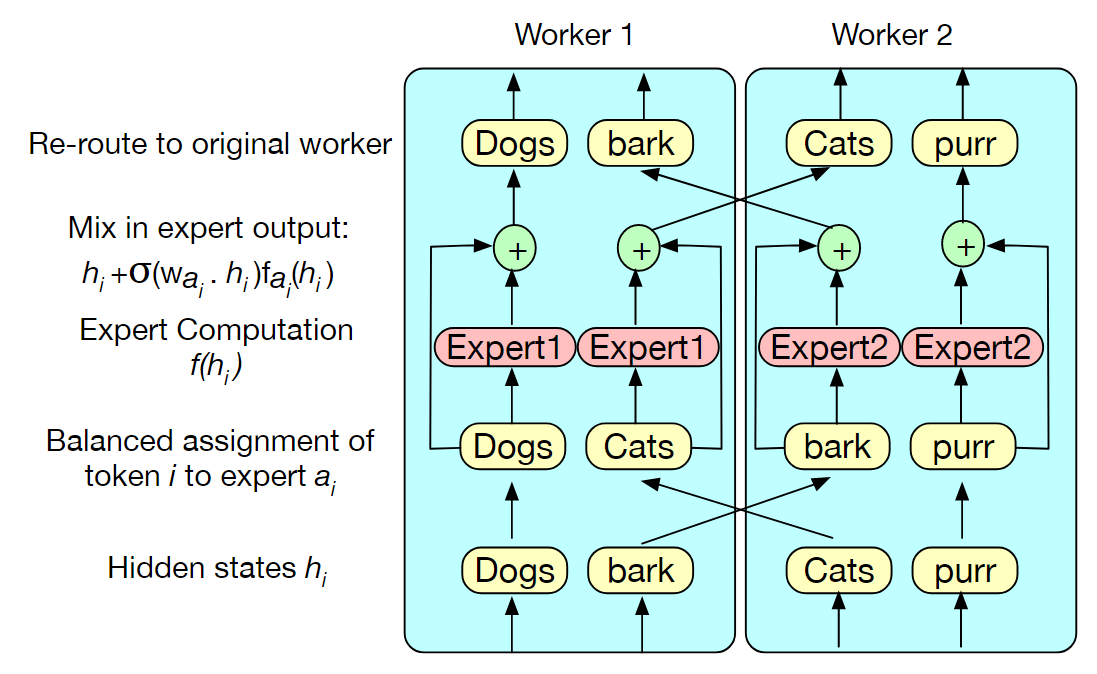 Worker 1 Worker 2
Re-route to original worker Dogs bark Cats purr
Mix in expert output:
h_i +σ(w_{a_i} . h_i)f_{a_i}(h_i) + + + +
Expert Computation
f(h_i) Expert1 Expert1 Expert2 Expert2
Balanced assignment of
token i to expert a_i Dogs Cats bark purr
Hidden states h_i Dogs bark Cats purr